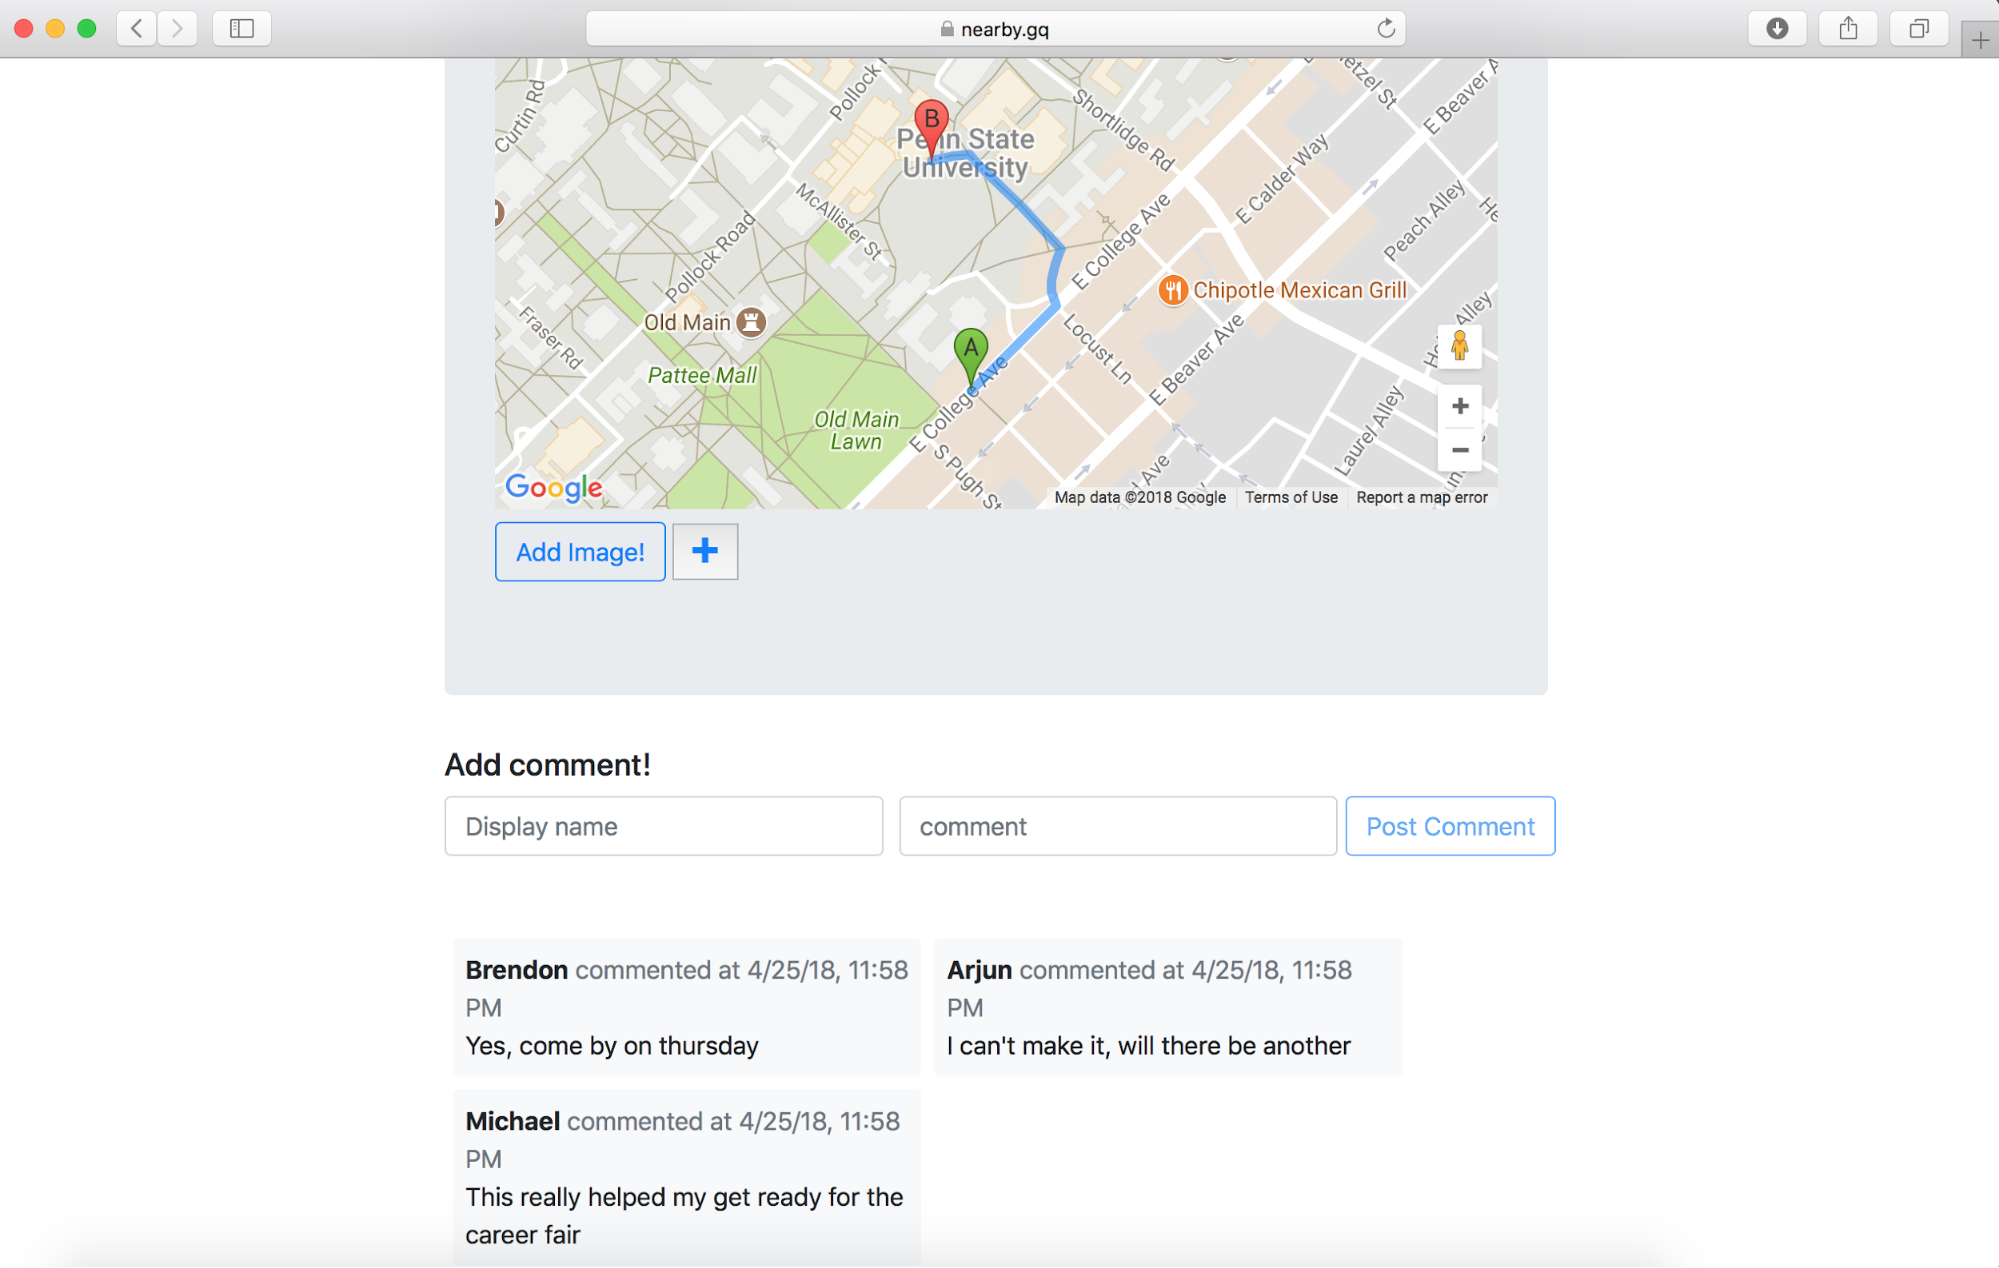 nearby.gq
Curtin Rd
Pollock
Shortlidge Rd
etzel St
E Beaver A
B
Penn State
University
E Calder Way
McAllister St
Pollock Road
E College Ave
Peach Alley
He
Chipotle Mexican Grill
Old Main
Fraser Rd
Pattee Mall
A
Locust Ln
E Beaver Ave
Alley
Old Main
Lawn
E College Ave
S Pugh St
Laurel Alley
Google
Map data ©2018 Google
Terms of Use
Report a map error
Add Image!
+
Add comment!
Display name
comment
Post Comment
Brendon commented at 4/25/18, 11:58
PM
Yes, come by on thursday
Arjun commented at 4/25/18, 11:58
PM
I can't make it, will there be another
Michael commented at 4/25/18, 11:58
PM
This really helped my get ready for the
career fair